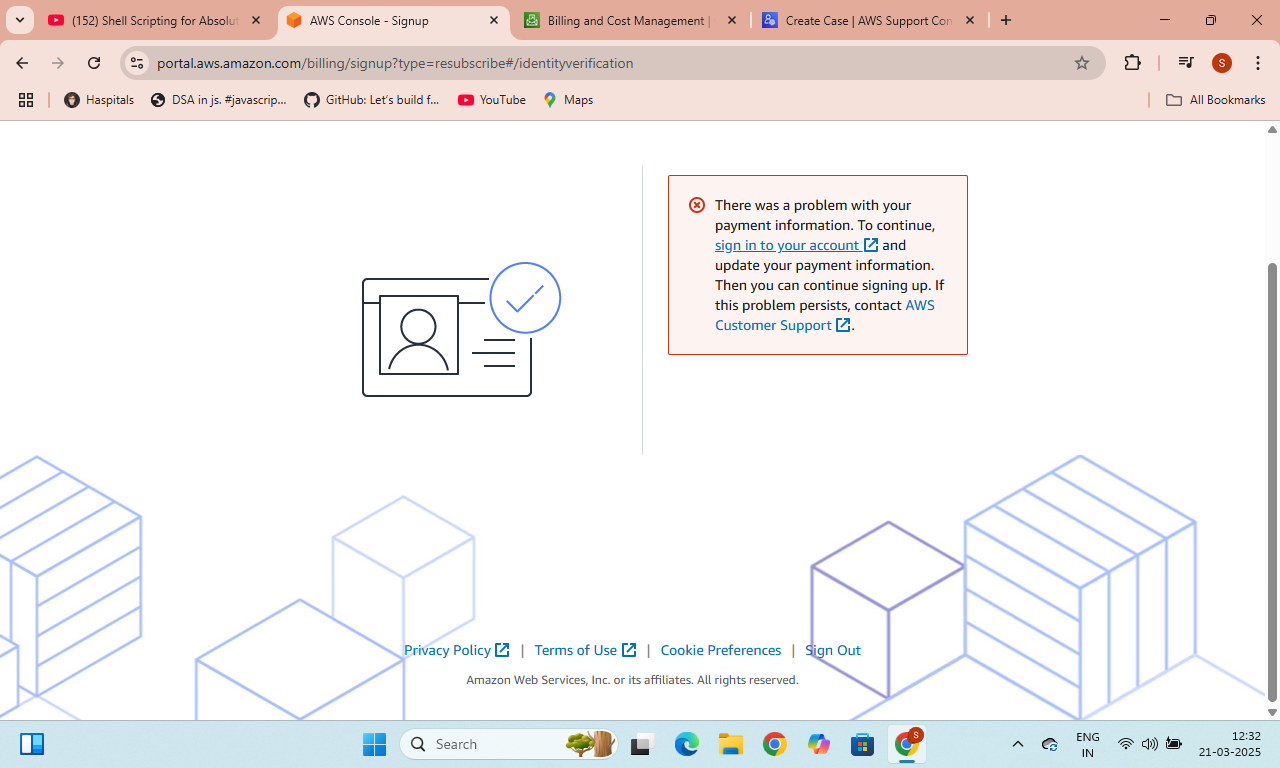 (152) Shell Scripting for Absolut
AWS Console - Signup
Billing and Cost Management |
Create Case | AWS Support Con
portal.aws.amazon.com/billing/signup?type=resubscribe#/identityverification
S
Haspitals
DSA in js. #javascrip...
GitHub: Let's build f...
YouTube
Maps
All Bookmarks
There was a problem with your
payment information. To continue,
sign in to your account and
update your payment information.
Then you can continue signing up. If
this problem persists, contact AWS
Customer Support.
Privacy Policy | Terms of Use | Cookie Preferences | Sign Out
Amazon Web Services, Inc. or its affiliates. All rights reserved.
Search
S
ENG
IN
12:32
21-03-2025